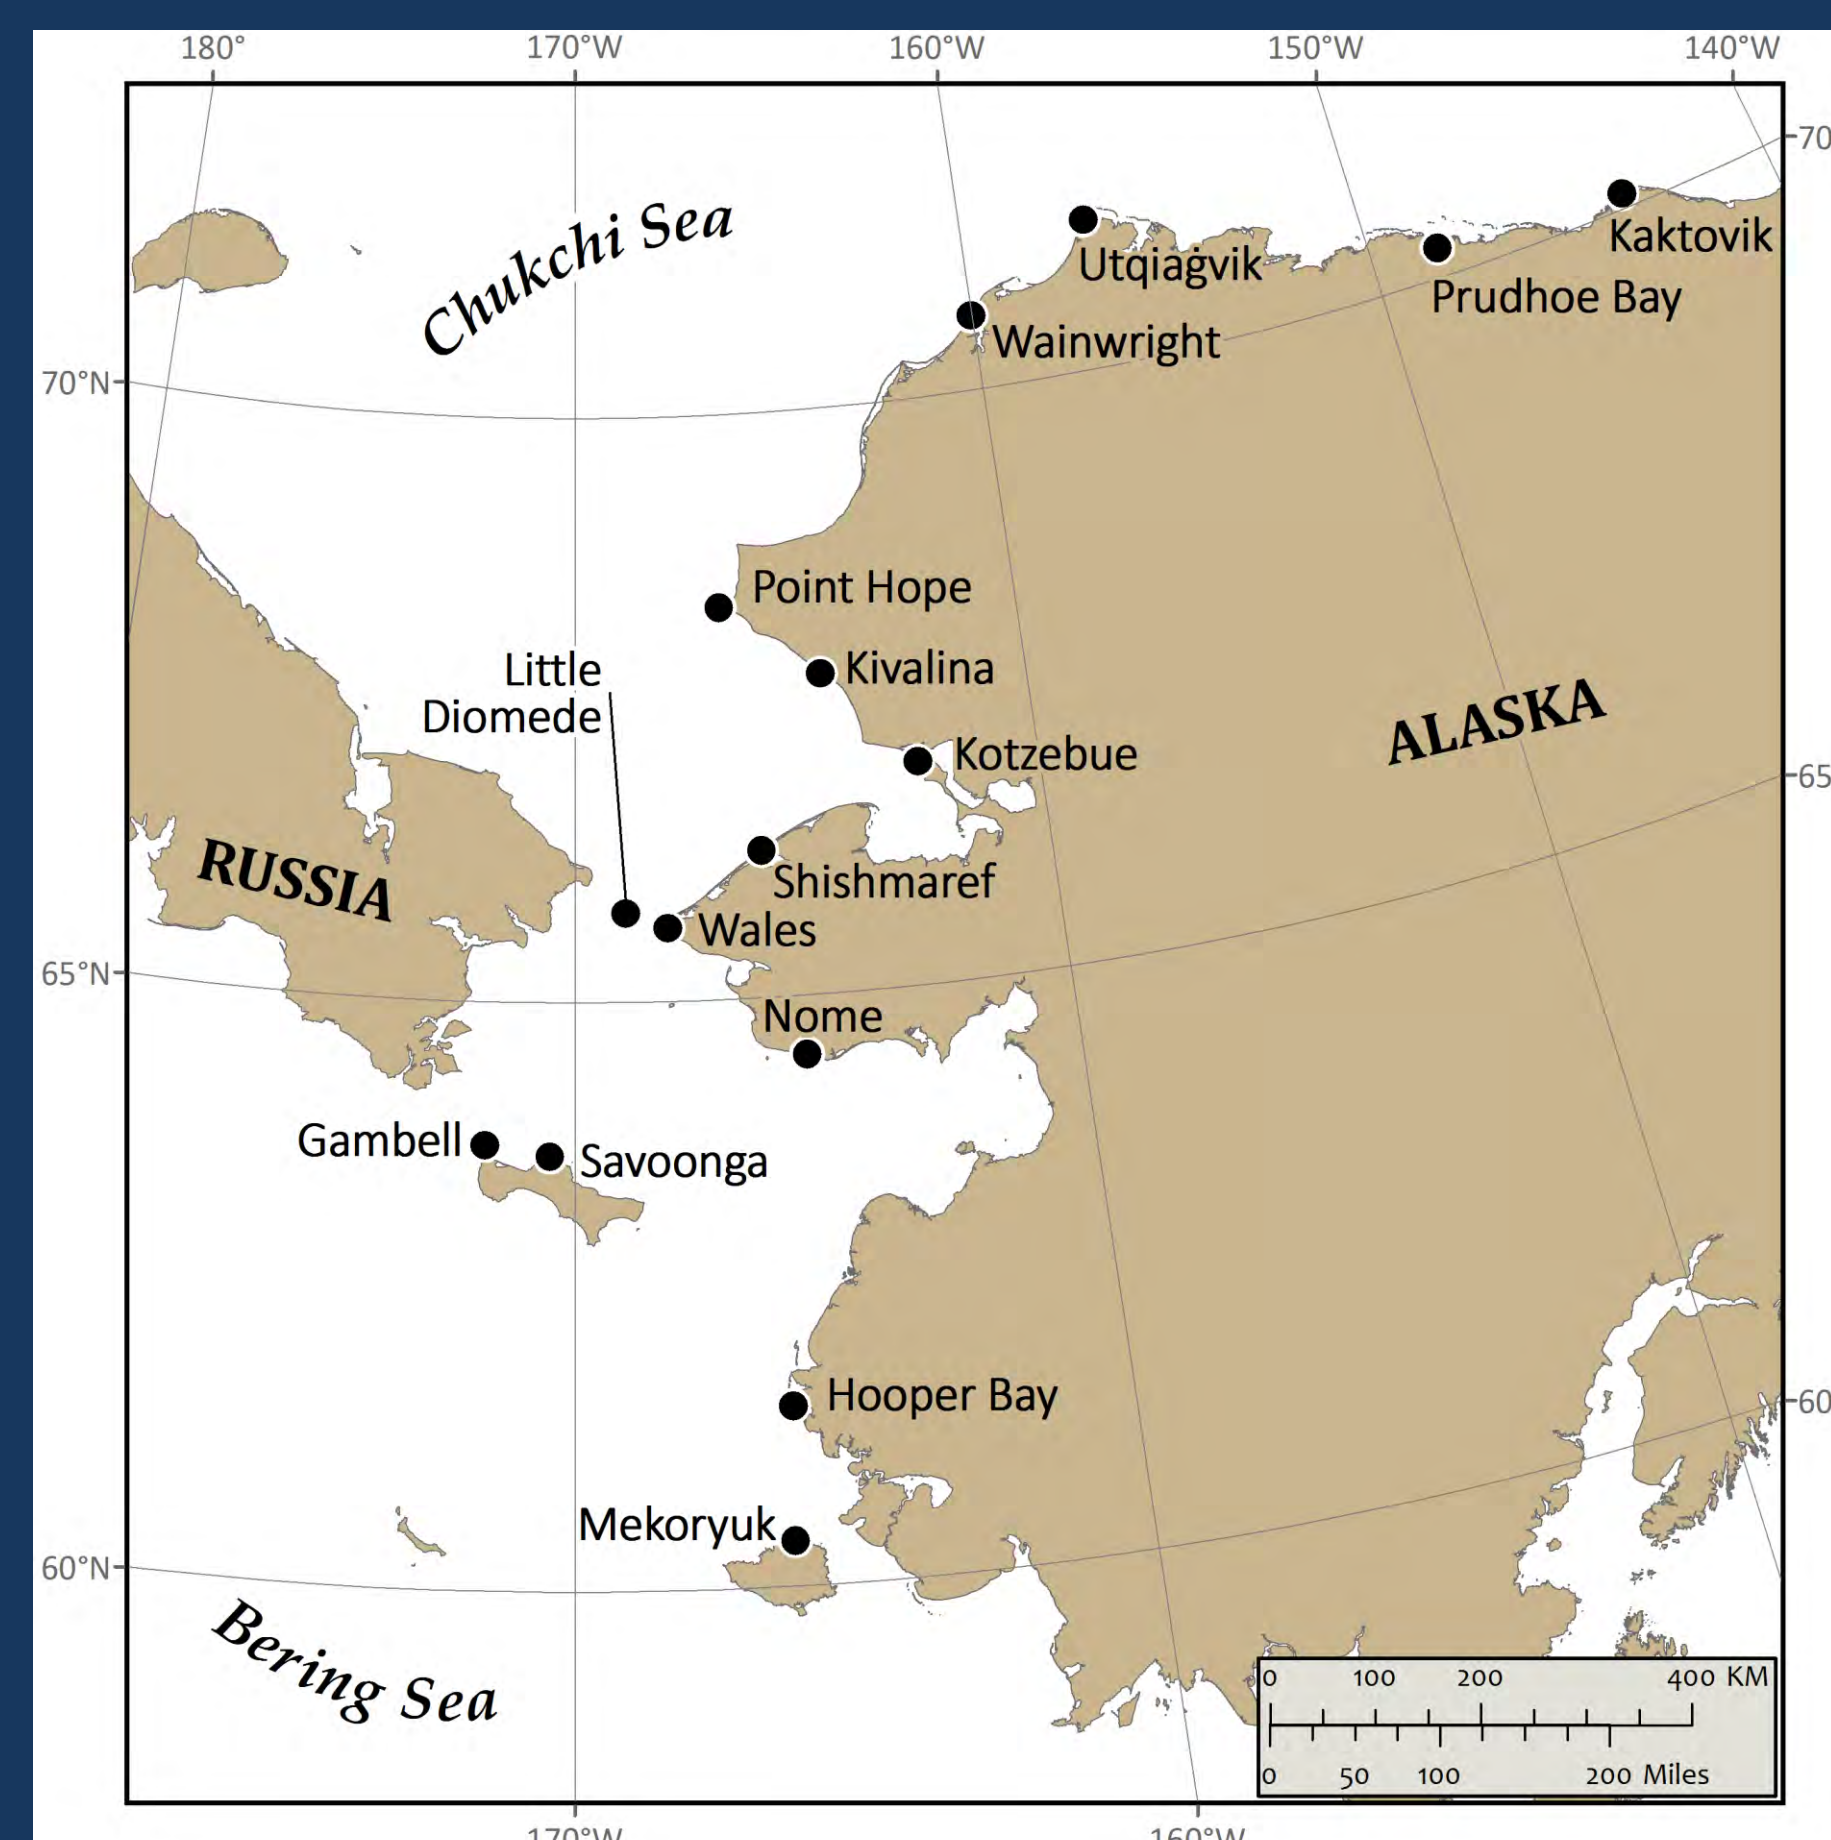 180°
170°W
160°W
150°W
140°W
70
Chukchi Sea
Kaktovik
Utqiaġvik
Prudhoe Bay
Wainwright
70°N
Point Hope
Little
Diomede
Kivalina
ALASKA
Kotzebue
65
RUSSIA
Shishmaref
Wales
65°N
Nome
Gambell
Savoonga
Hooper Bay
60
Mekoryuk
60°N
Bering Sea
0 100 200 400 KM
0 50 100 200 Miles
170°W
160°W